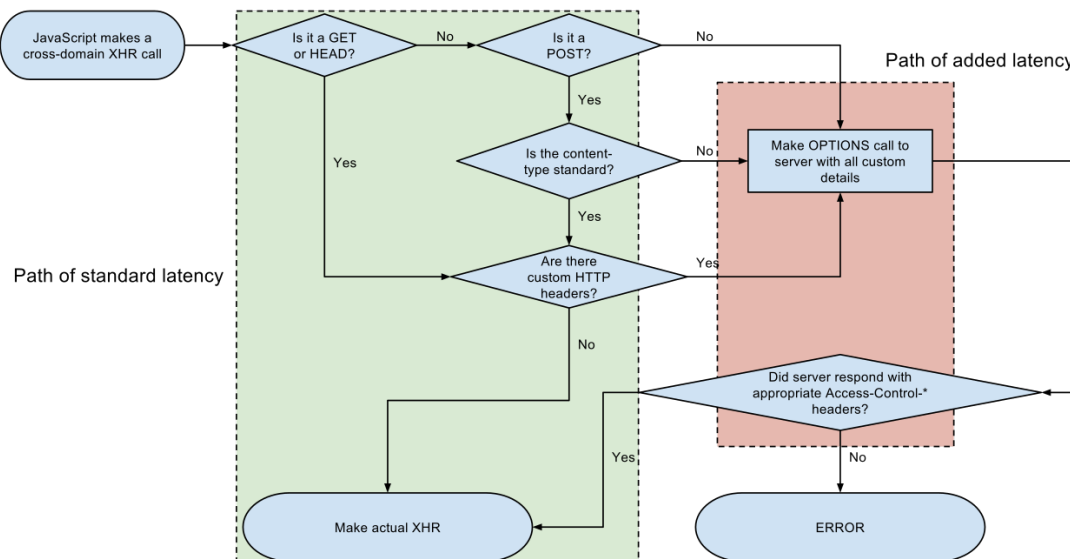 JavaScript makes a
cross-domain XHR call
Is it a GET
or HEAD?
No
Is it a
POST?
No
Path of added latency
Yes
Yes
Is the content-
type standard?
No
Make OPTIONS call to
server with all custom
details
Yes
Path of standard latency
Are there
custom HTTP
headers?
Yes
No
Did server respond with
appropriate Access-Control-*
headers?
Yes
No
Make actual XHR
ERROR